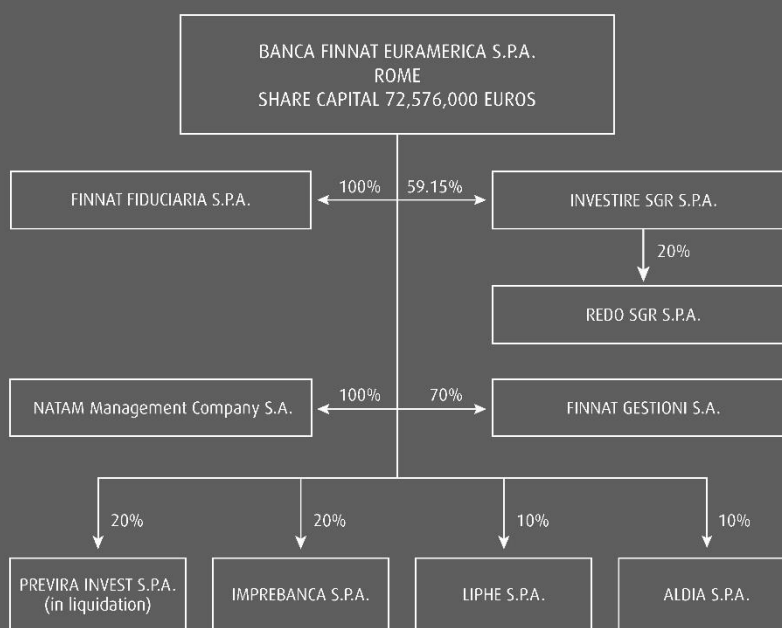 BANCA FINNAT EURAMERICA S.P.A.
ROME
SHARE CAPITAL 72,576,000 EUROS
FINNAT FIDUCIARIA S.P.A.
100%
59.15%
INVESTIRE SGR S.P.A.
20%
REDO SGR S.P.A.
NATAM Management Company S.A.
100%
70%
FINNAT GESTIONI S.A.
20%
20%
10%
10%
PREVIRA INVEST S.P.A.
(in liquidation)
IMPREBANCA S.P.A.
LIPHE S.P.A.
ALDIA S.P.A.